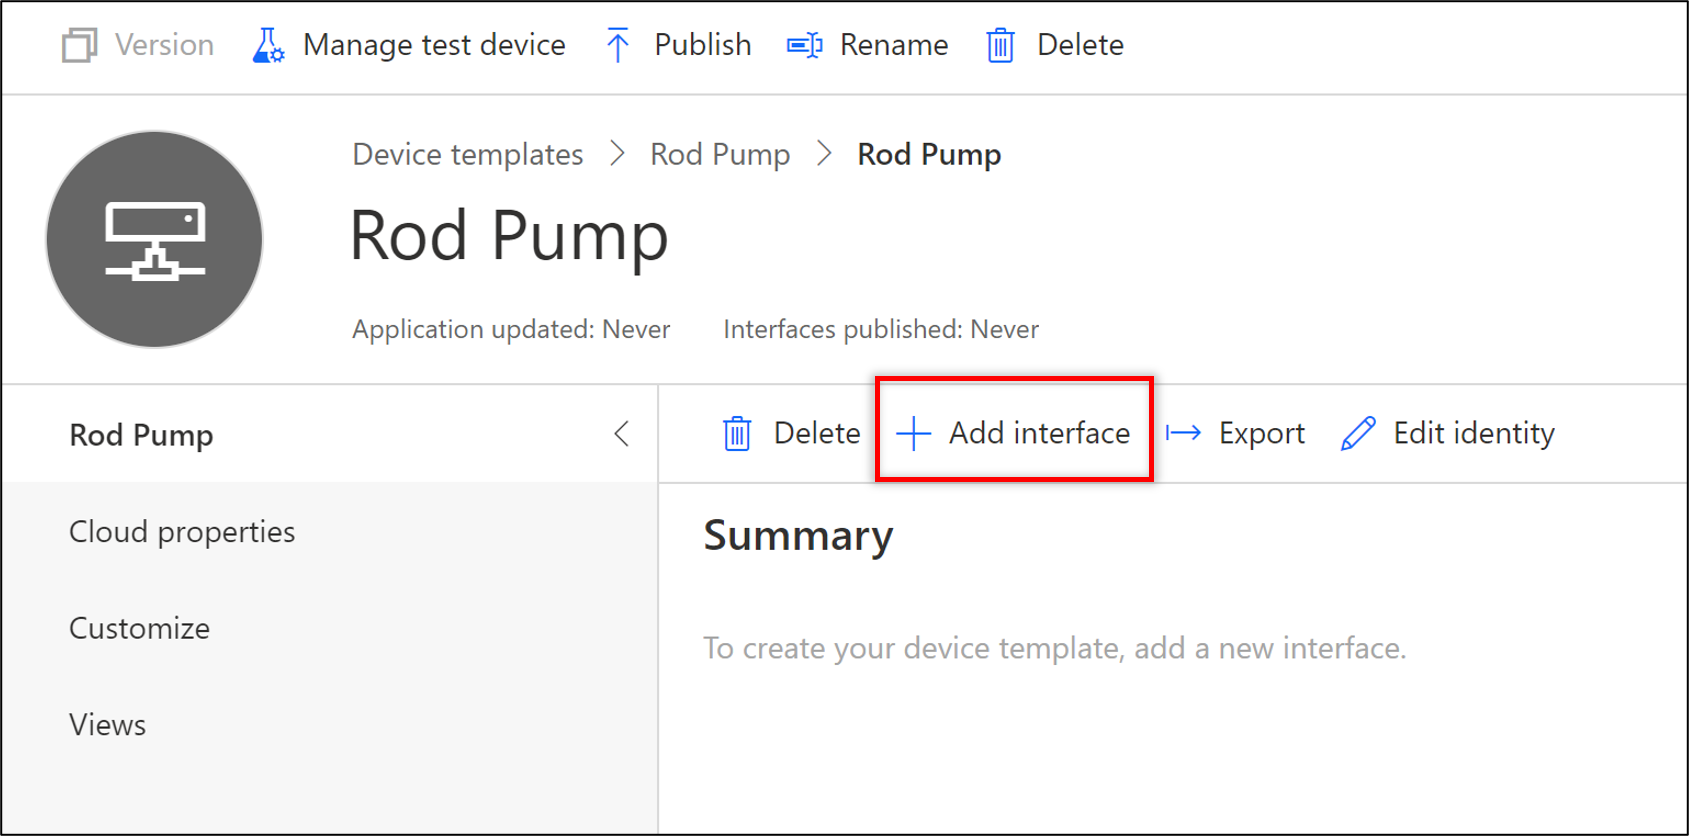 Version Manage test device Publish Rename Delete
Device templates > Rod Pump > Rod Pump
Rod Pump
Application updated: Never Interfaces published: Never
Rod Pump
Delete Add interface Export Edit identity
Cloud properties
Customize
Views
Summary
To create your device template, add a new interface.